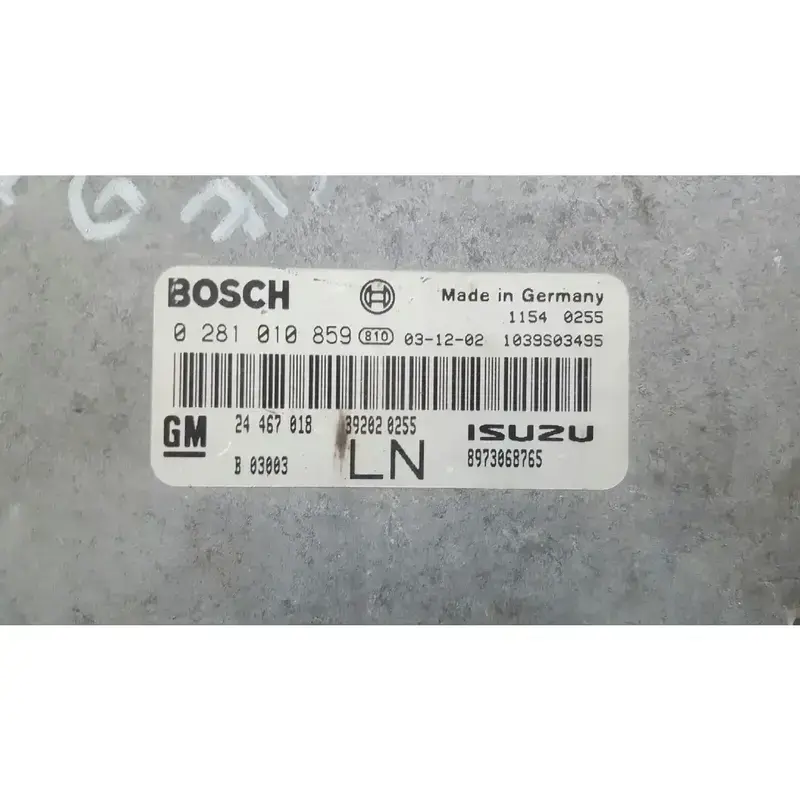 BOSCH Made in Germany
1154 0255
0 281 010 859 810 03-12-02 1039S03495
GM 24 467 018 39202 0255 ISUZU
B 03003 LN 8973068765